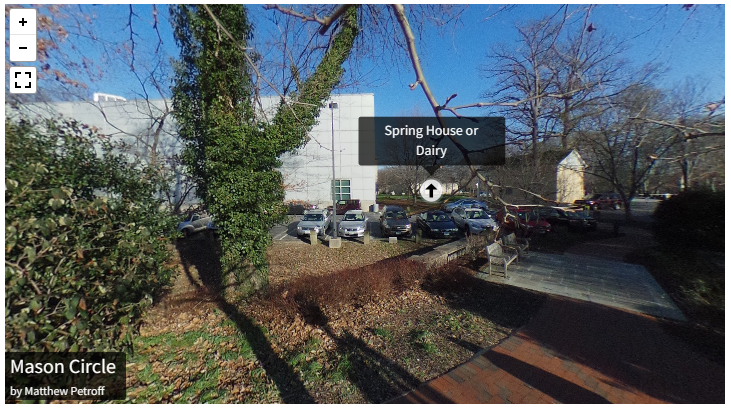 +
−
Spring House or
Dairy
Mason Circle
by Matthew Petroff